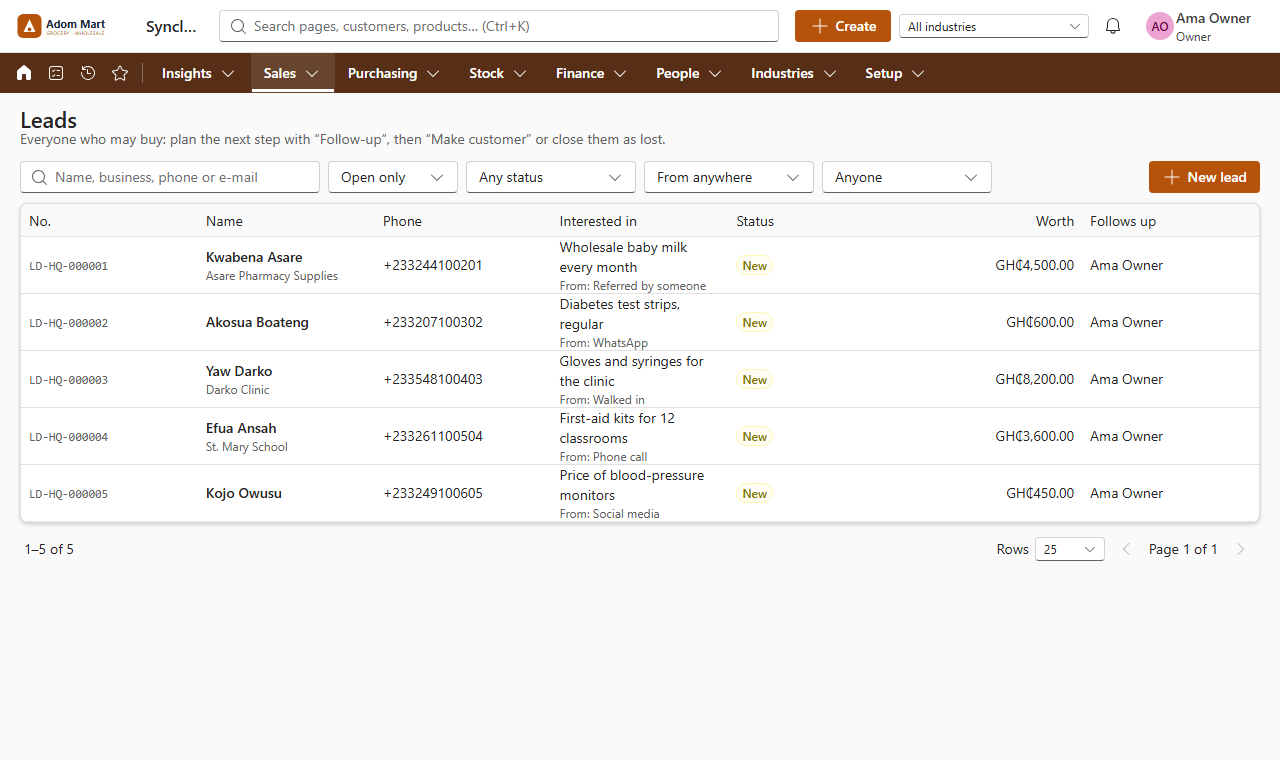 Adom Mart
GROCERY · WHOLESALE
Syncl...
Search pages, customers, products... (Ctrl+K)
Create
All industries
AO
Ama Owner
Owner
Insights
Sales
Purchasing
Stock
Finance
People
Industries
Setup
Leads
Everyone who may buy: plan the next step with “Follow-up”, then “Make customer” or close them as lost.
Name, business, phone or e-mail
Open only
Any status
From anywhere
Anyone
New lead
No. Name Phone Interested in Status Worth Follows up
LD-HQ-000001
Kwabena Asare
Asare Pharmacy Supplies
+233244100201
Wholesale baby milk
every month
From: Referred by someone
New
GH₵4,500.00
Ama Owner
LD-HQ-000002
Akosua Boateng
+233207100302
Diabetes test strips,
regular
From: WhatsApp
New
GH₵600.00
Ama Owner
LD-HQ-000003
Yaw Darko
Darko Clinic
+233548100403
Gloves and syringes for
the clinic
From: Walked in
New
GH₵8,200.00
Ama Owner
LD-HQ-000004
Efua Ansah
St. Mary School
+233261100504
First-aid kits for 12
classrooms
From: Phone call
New
GH₵3,600.00
Ama Owner
LD-HQ-000005
Kojo Owusu
+233249100605
Price of blood-pressure
monitors
From: Social media
New
GH₵450.00
Ama Owner
1–5 of 5
Rows
25
Page 1 of 1